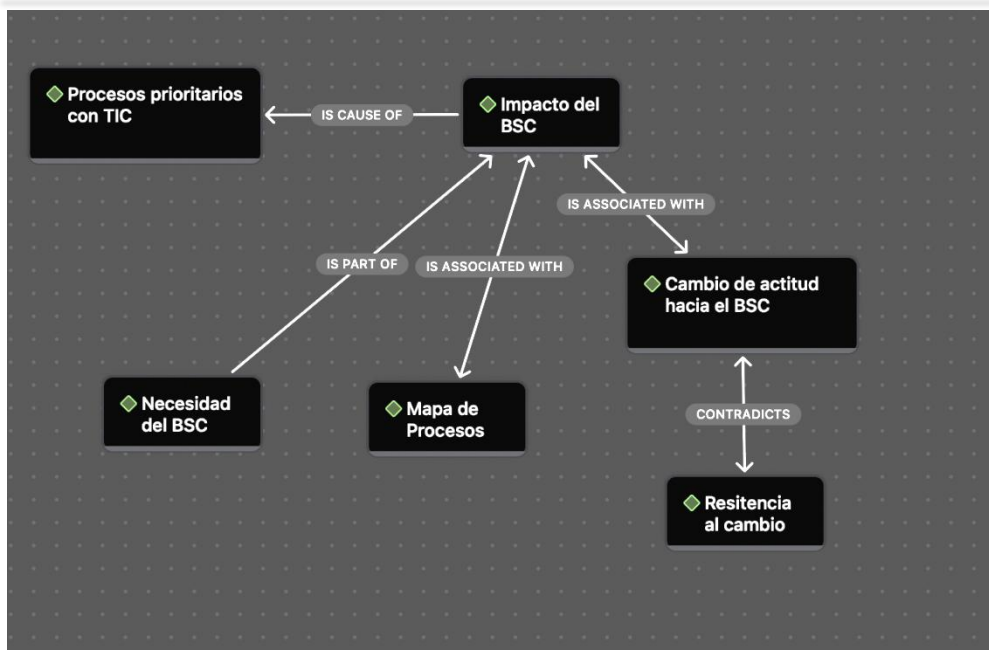 Procesos prioritarios
con TIC
IS CAUSE OF
Impacto del
BSC
IS ASSOCIATED WITH
IS PART OF
IS ASSOCIATED WITH
Cambio de actitud
hacia el BSC
Necesidad
del BSC
Mapa de
Procesos
CONTRADICTS
Resitencia
al cambio